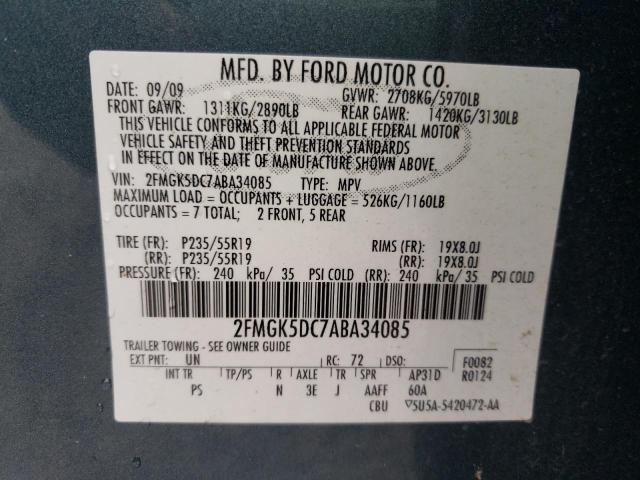 MFD. BY FORD MOTOR CO.
DATE: 09/09 GVWR: 2708KG/5970LB
FRONT GAWR: 1311KG/2890LB REAR GAWR: 1420KG/3130LB
THIS VEHICLE CONFORMS TO ALL APPLICABLE FEDERAL MOTOR
VEHICLE SAFETY AND THEFT PREVENTION STANDARDS
IN EFFECT ON THE DATE OF MANUFACTURE SHOWN ABOVE.
VIN: 2FMGK5DC7ABA34085 TYPE: MPV
MAXIMUM LOAD = OCCUPANTS + LUGGAGE = 526KG/1160LB
OCCUPANTS = 7 TOTAL; 2 FRONT, 5 REAR
TIRE (FR): P235/55R19 RIMS (FR): 19X8.0J
(RR): P235/55R19 (RR): 19X8.0J
PRESSURE (FR): 240 kPa/ 35 PSI COLD (RR): 240 kPa/ 35 PSI COLD
2FMGK5DC7ABA34085
TRAILER TOWING - SEE OWNER GUIDE
EXT PNT: UN RC: 72 DSO: F0082
INT TR TP/PS R AXLE TR SPR AP31D R0124
PS N 3E J AAFF 60A
CBU ▽5U5A-5420472-AA